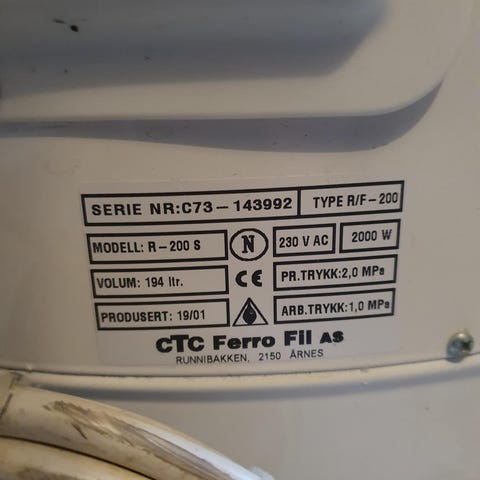 SERIE NR:C73-143992 TYPE R/F-200
MODELL: R-200 S N 230 V AC 2000 W
VOLUM: 194 ltr. CE PR.TRYKK:2,0 MPa
PRODUSERT: 19/01 ARB.TRYKK:1,0 MPa
CTC Ferro Fil AS
RUNNIBAKKEN, 2150 ÅRNES